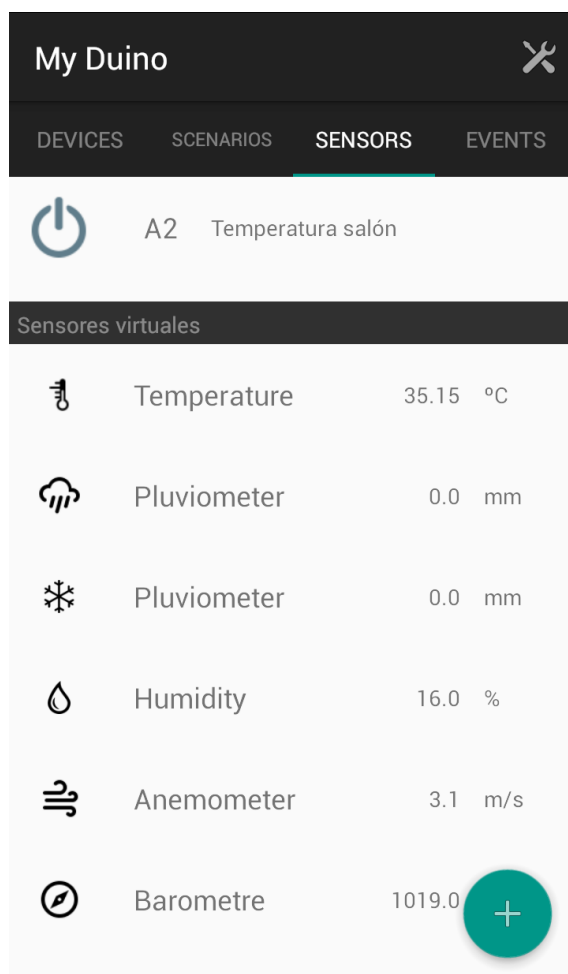 My Duino
DEVICES SCENARIOS SENSORS EVENTS
A2 Temperatura salón
Sensores virtuales
Temperature 35.15 ºC
Pluviometer 0.0 mm
Pluviometer 0.0 mm
Humidity 16.0 %
Anemometer 3.1 m/s
Barometre 1019.0
+